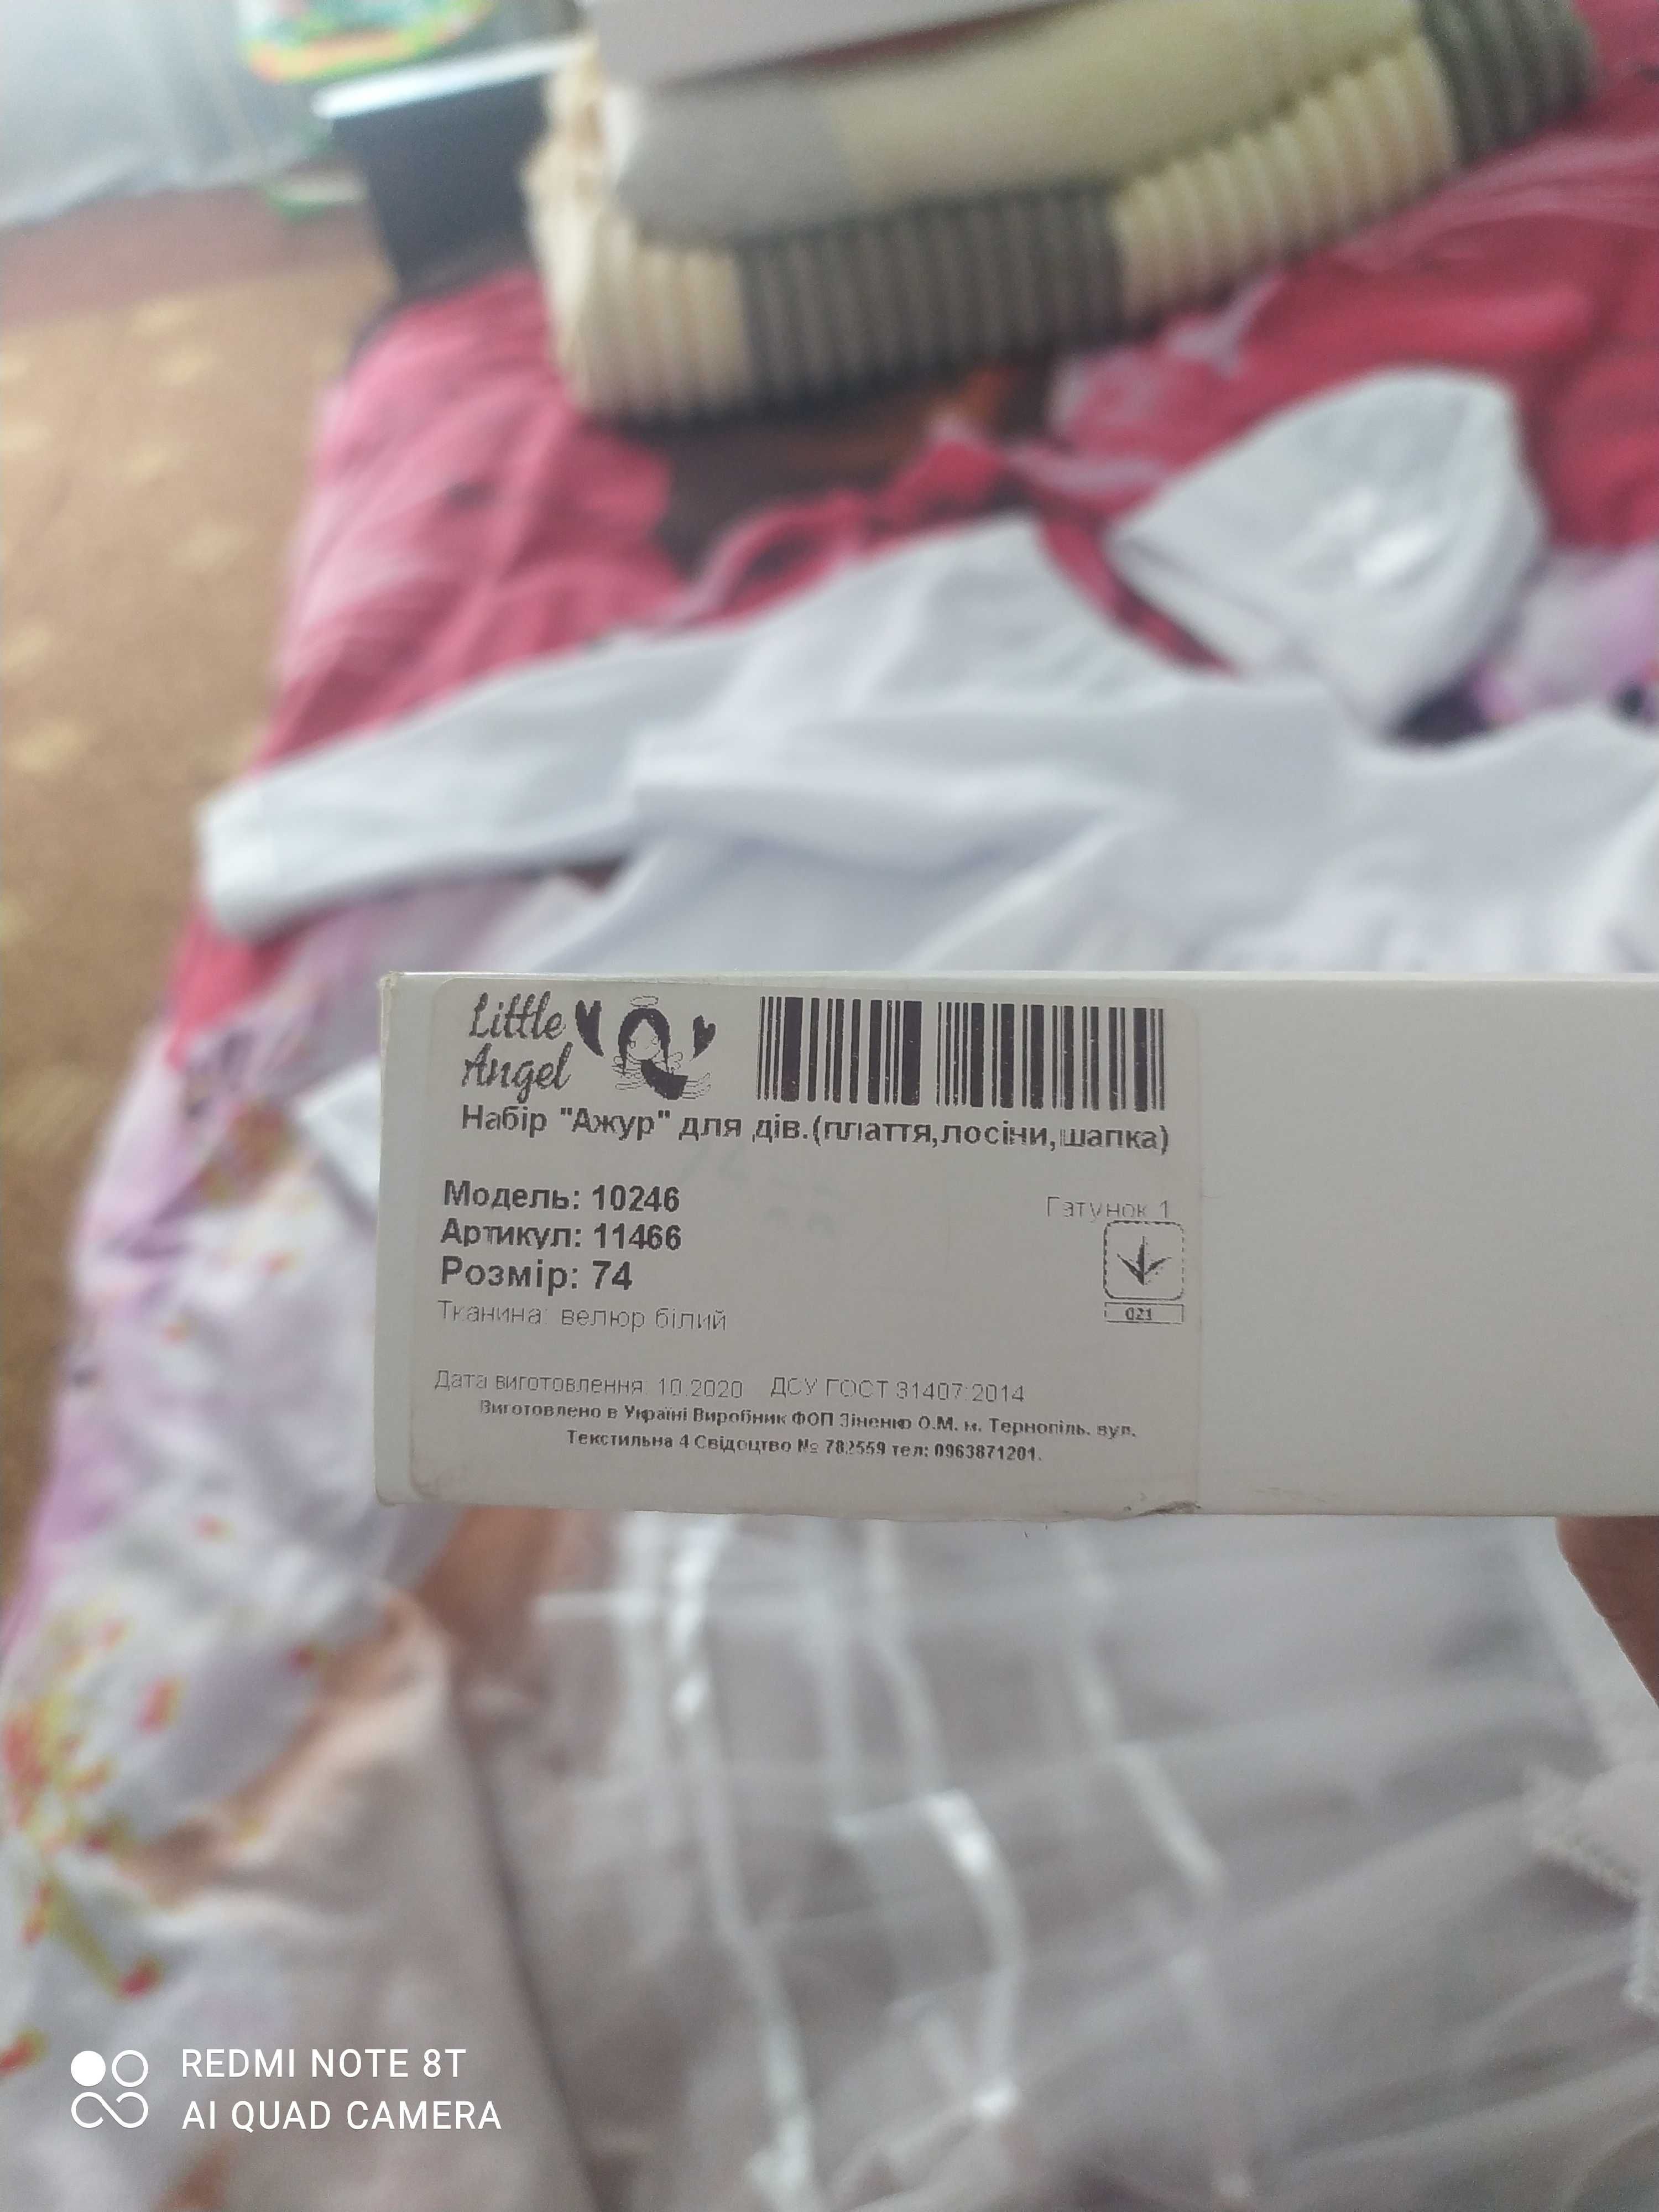 Little
Angel
Набір "Ажур" для дів.(плаття,лосіни,шапка)
Модель: 10246
Гатунок 1
Артикул: 11466
Розмір: 74
021
Тканина: велюр білий
Дата виготовлення: 10.2020 ДСУ ГОСТ 31407:2014
Виготовлено в Україні Виробник ФОП Зіненко О.М. м. Тернопіль. вул.
Текстильна 4 Свідоцтво № 782559 тел: 0963871201.
REDMI NOTE 8T
AI QUAD CAMERA